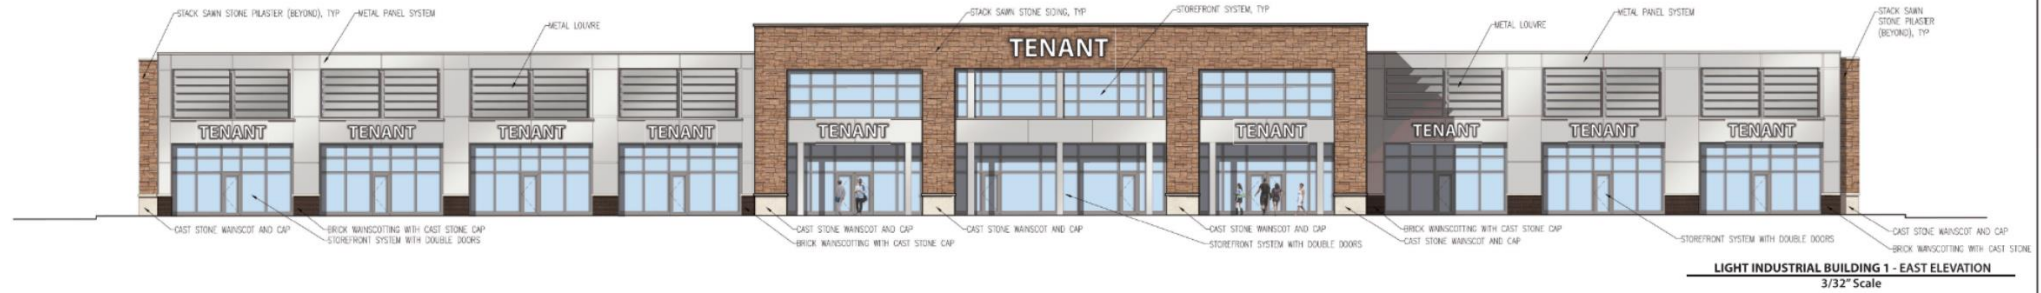 STACK SAWN STONE PILASTER (BEYOND), TYP
METAL PANEL SYSTEM
METAL LOUVRE
STACK SAWN STONE SIDING, TYP
STOREFRONT SYSTEM, TYP
METAL LOUVRE
METAL PANEL SYSTEM
STACK SAWN
STONE PILASTER
(BEYOND), TYP
TENANT
TENANT
TENANT
TENANT
TENANT
TENANT
TENANT
TENANT
TENANT
TENANT
CAST STONE WAINSCOT AND CAP
BRICK WAINSCOTTING WITH CAST STONE CAP
STOREFRONT SYSTEM WITH DOUBLE DOORS
CAST STONE WAINSCOT AND CAP
BRICK WAINSCOTTING WITH CAST STONE CAP
CAST STONE WAINSCOT AND CAP
STOREFRONT SYSTEM WITH DOUBLE DOORS
CAST STONE WAINSCOT AND CAP
BRICK WAINSCOTTING WITH CAST STONE CAP
CAST STONE WAINSCOT AND CAP
STOREFRONT SYSTEM WITH DOUBLE DOORS
CAST STONE WAINSCOT AND CAP
BRICK WAINSCOTTING WITH CAST STONE
LIGHT INDUSTRIAL BUILDING 1 - EAST ELEVATION
3/32" Scale